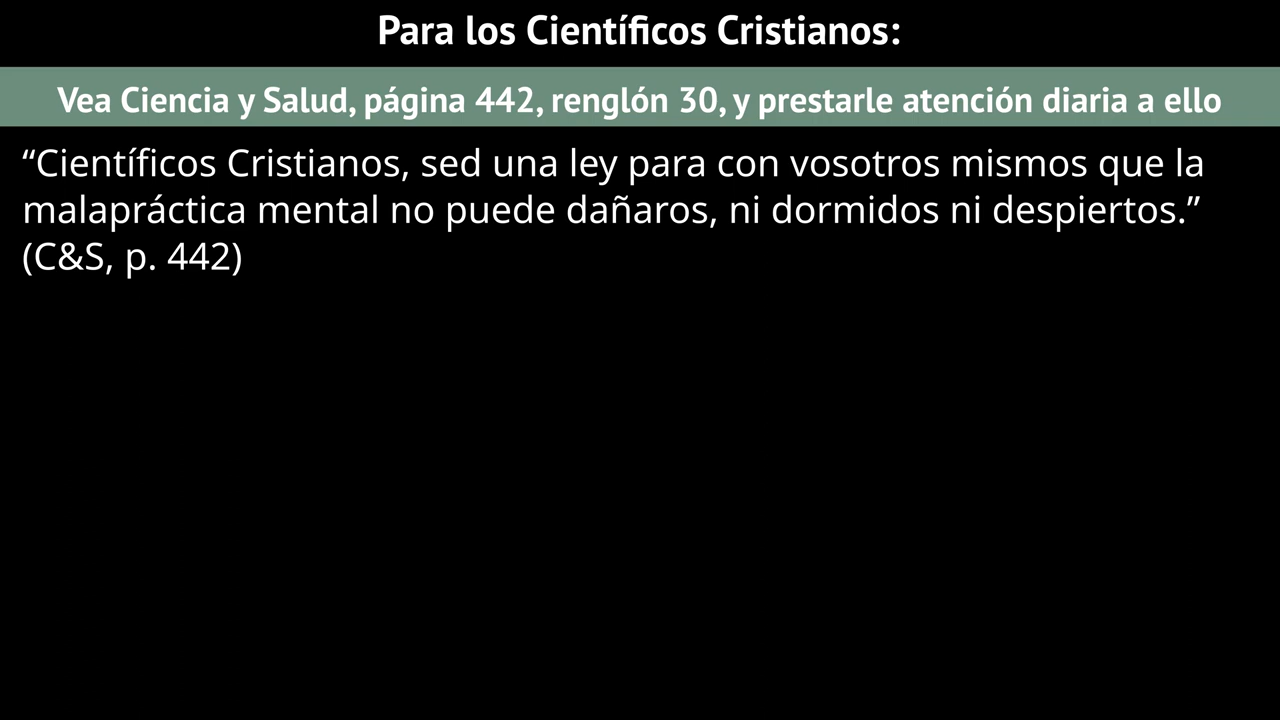 Para los Científicos Cristianos:
Vea Ciencia y Salud, página 442, renglón 30, y prestarle atención diaria a ello
“Científicos Cristianos, sed una ley para con vosotros mismos que la
malapráctica mental no puede dañaros, ni dormidos ni despiertos.”
(C&S, p. 442)